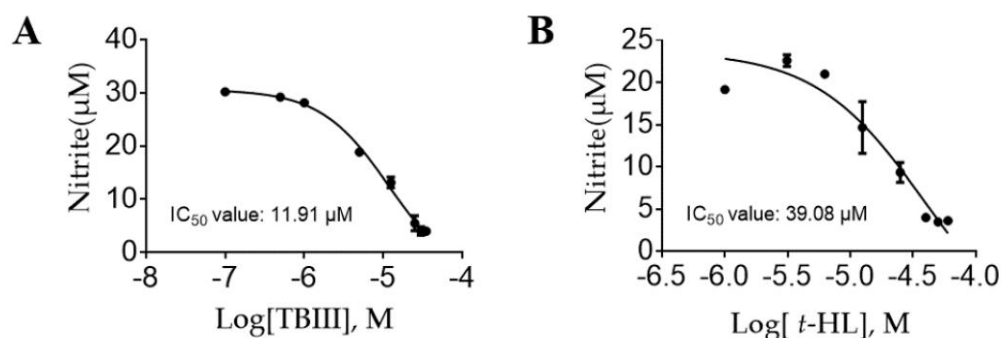 A
Nitrite(μM)
40
30
20
10
0
-8
-7
-6
-5
-4
IC50 value: 11.91 μM
Log[TBIII], M
B
Nitrite(μM)
25
20
15
10
5
0
-6.5
-6.0
-5.5
-5.0
-4.5
-4.0
IC50 value: 39.08 μM
Log[ t-HL], M